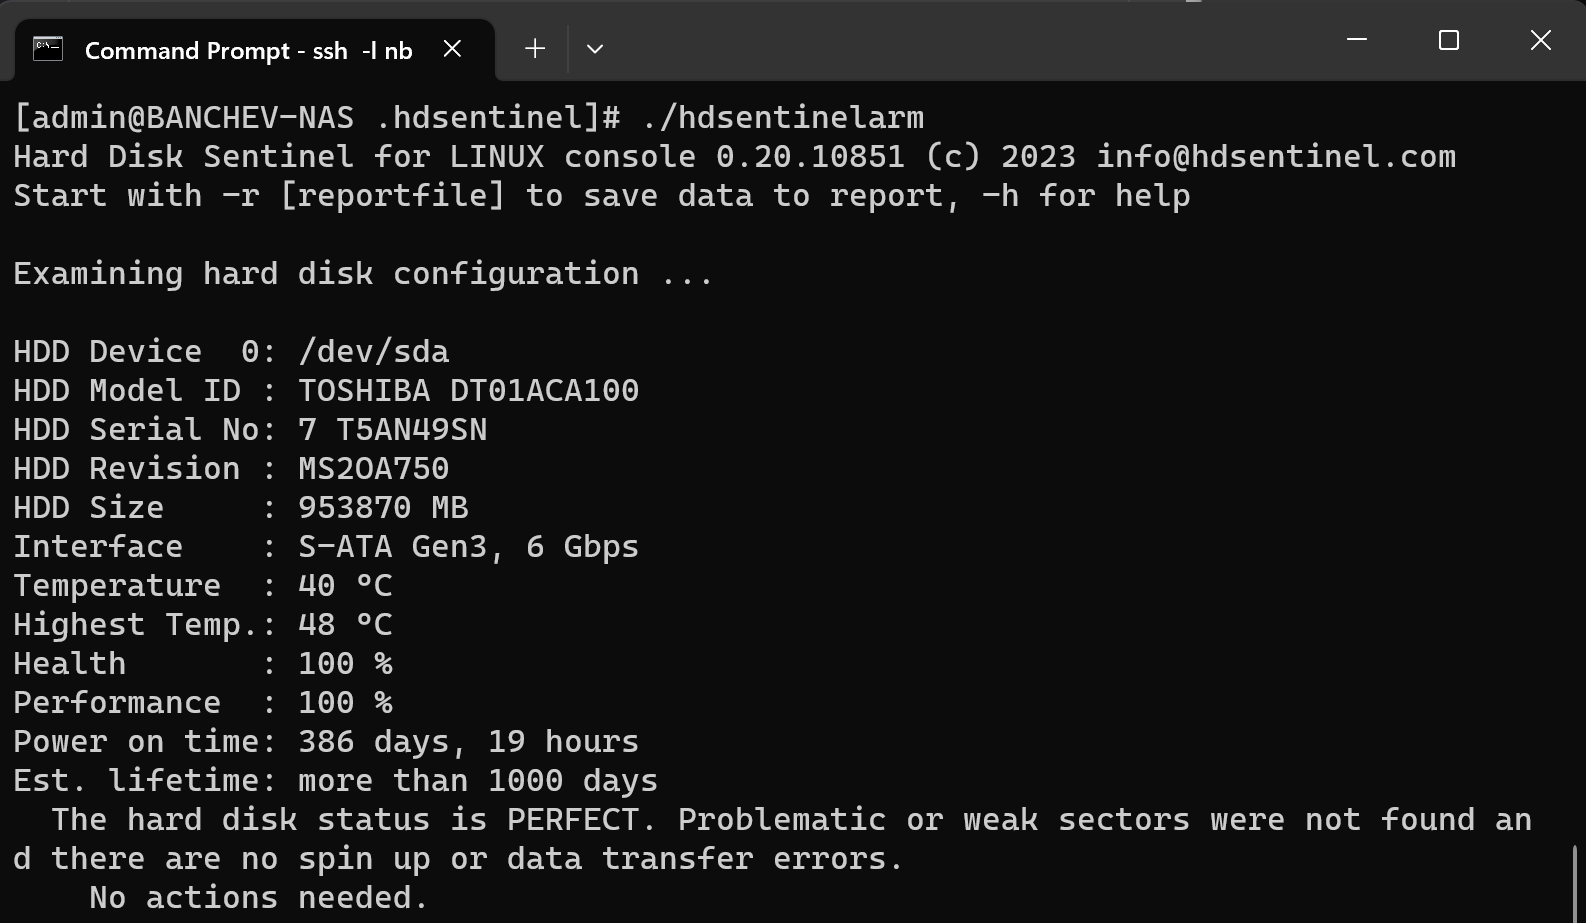 Command Prompt - ssh  -l nb
[admin@BANCHEV-NAS .hdsentinel]# ./hdsentinelarm
Hard Disk Sentinel for LINUX console 0.20.10851 (c) 2023 info@hdsentinel.com
Start with -r [reportfile] to save data to report, -h for help
Examining hard disk configuration ...
HDD Device  0: /dev/sda
HDD Model ID : TOSHIBA DT01ACA100
HDD Serial No: 7 T5AN49SN
HDD Revision : MS2OA750
HDD Size     : 953870 MB
Interface    : S-ATA Gen3, 6 Gbps
Temperature  : 40 °C
Highest Temp.: 48 °C
Health       : 100 %
Performance  : 100 %
Power on time: 386 days, 19 hours
Est. lifetime: more than 1000 days
  The hard disk status is PERFECT. Problematic or weak sectors were not found an
d there are no spin up or data transfer errors.
    No actions needed.